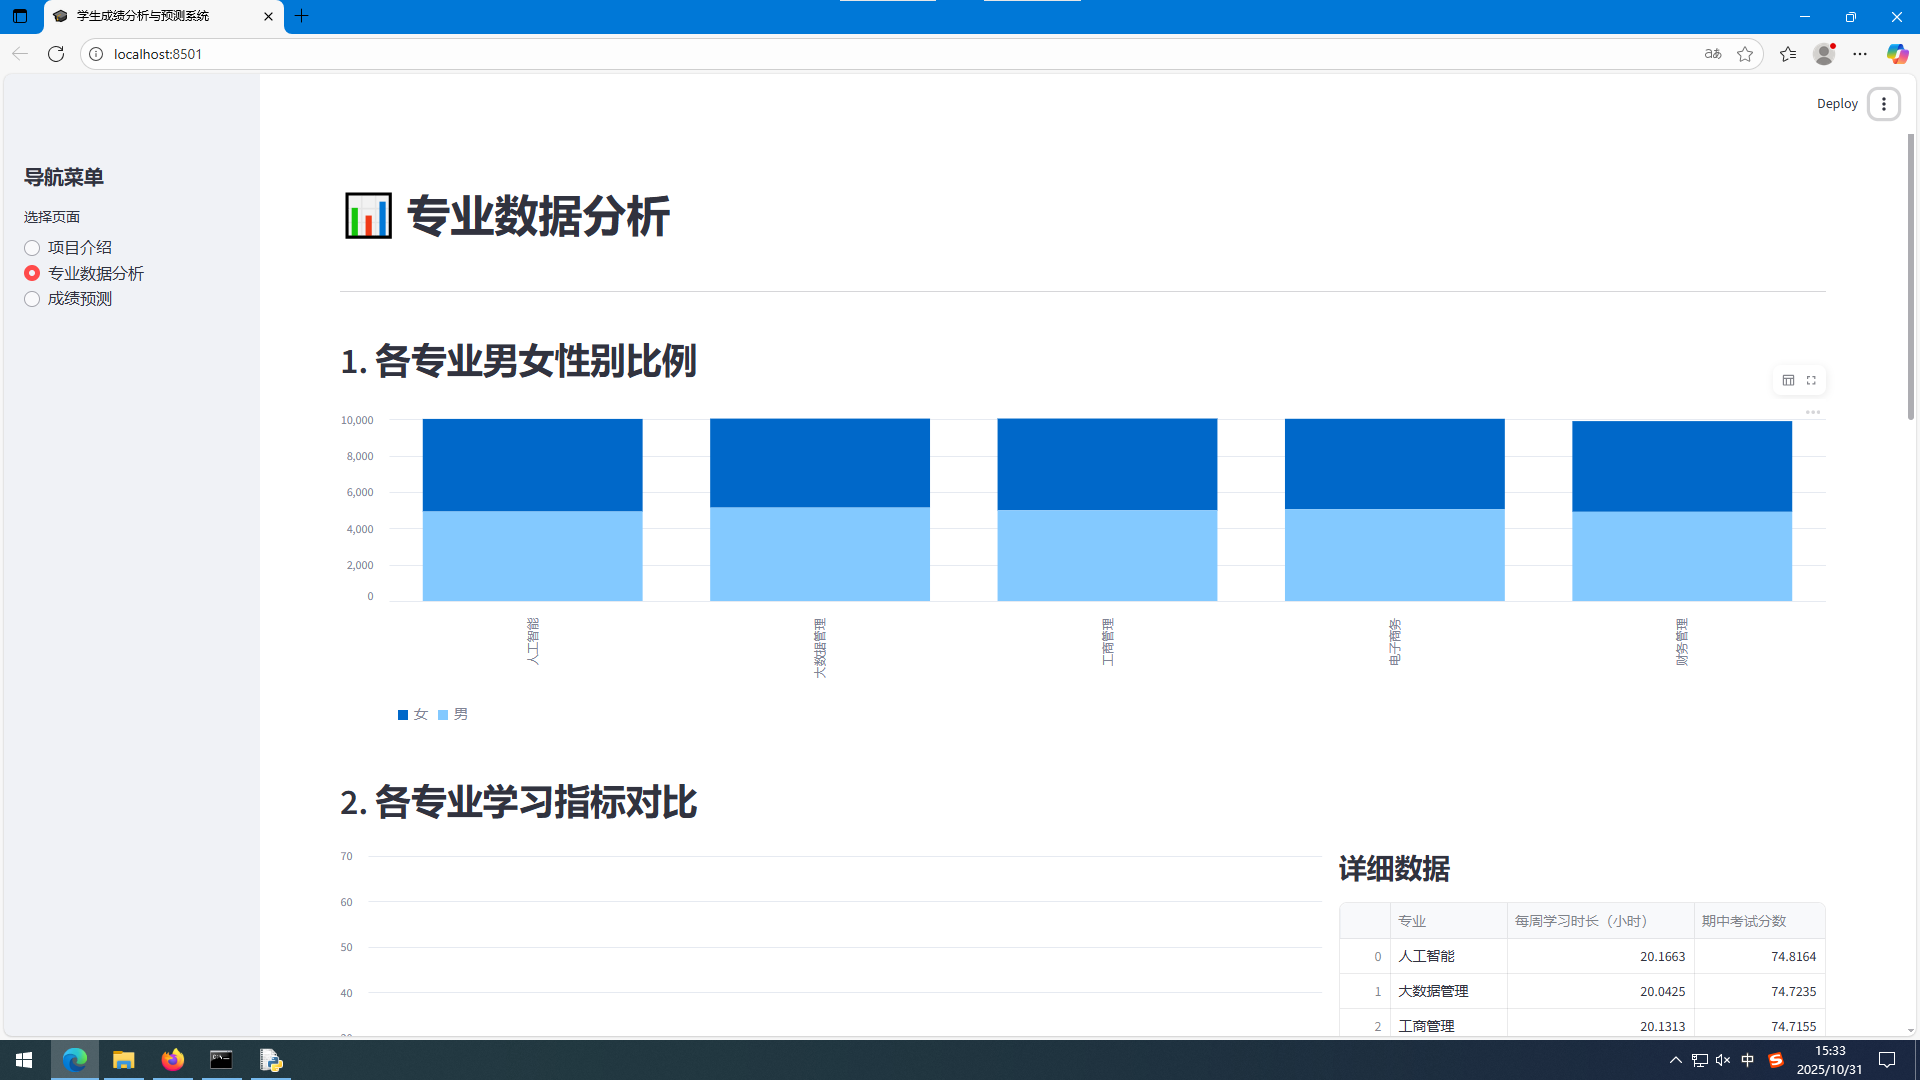 学生成绩分析与预测系统
localhost:8501
Deploy
导航菜单
选择页面
项目介绍
专业数据分析
成绩预测
专业数据分析
1. 各专业男女性别比例
10,000
8,000
6,000
4,000
2,000
0
人工智能
大数据管理
工商管理
电子商务
财务管理
女 男
2. 各专业学习指标对比
70
60
50
40
详细数据
专业 每周学习时长（小时） 期中考试分数
0 人工智能 20.1663 74.8164
1 大数据管理 20.0425 74.7235
2 工商管理 20.1313 74.7155
中
15:33
2025/10/31